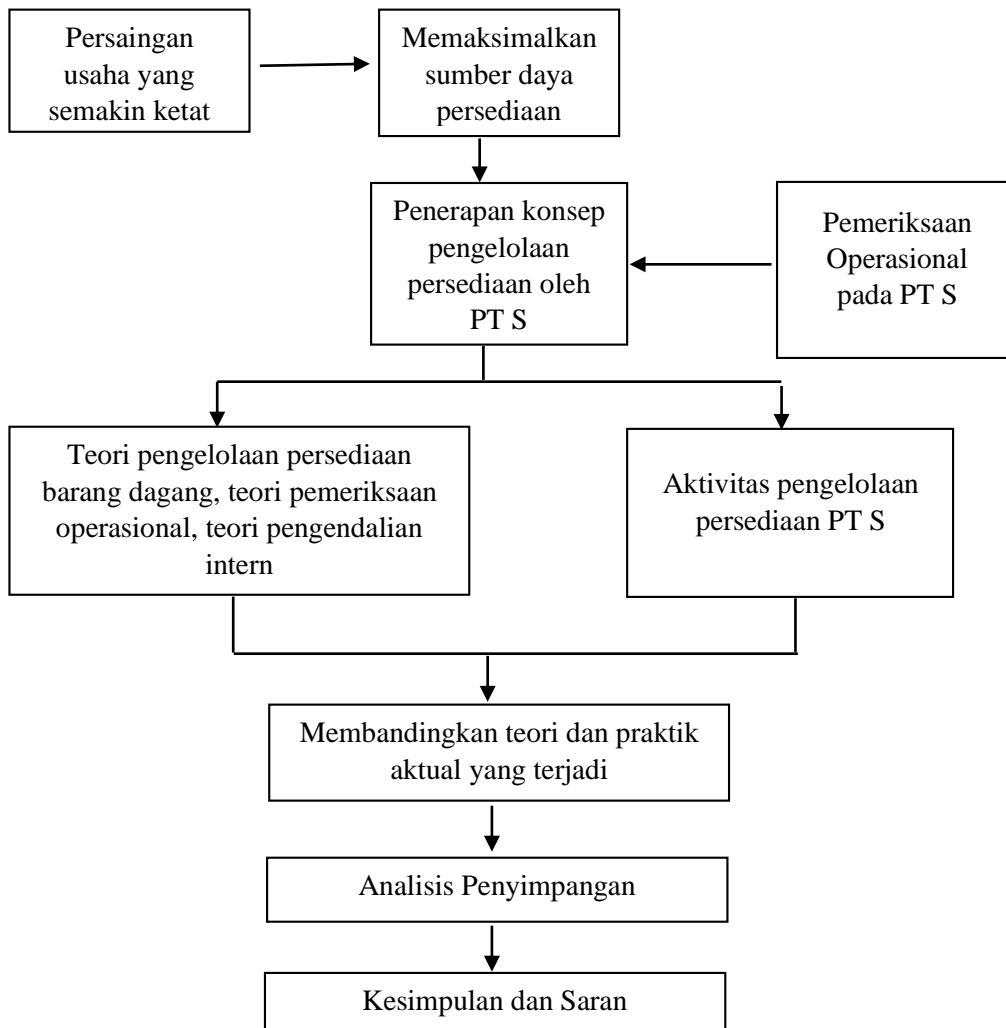 Persaingan
usaha yang
semakin ketat
Memaksimalkan
sumber daya
persediaan
Penerapan konsep
pengelolaan
persediaan oleh
PT S
Pemeriksaan
Operasional
pada PT S
Teori pengelolaan persediaan
barang dagang, teori pemeriksaan
operasional, teori pengendalian
intern
Aktivitas pengelolaan
persediaan PT S
Membandingkan teori dan praktik
aktual yang terjadi
Analisis Penyimpangan
Kesimpulan dan Saran